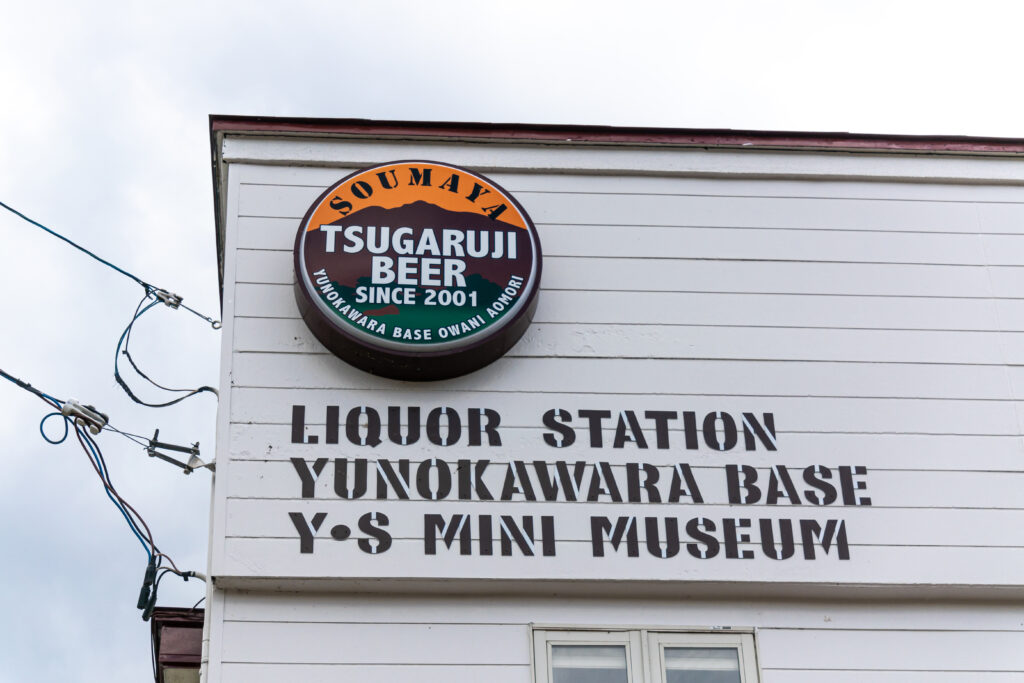 SOUMAYA
TSUGARUJI
BEER
SINCE 2001
YUNOKAWARA BASE OWANI AOMORI
LIQUOR STATION
YUNOKAWARA BASE
Y•S MINI MUSEUM